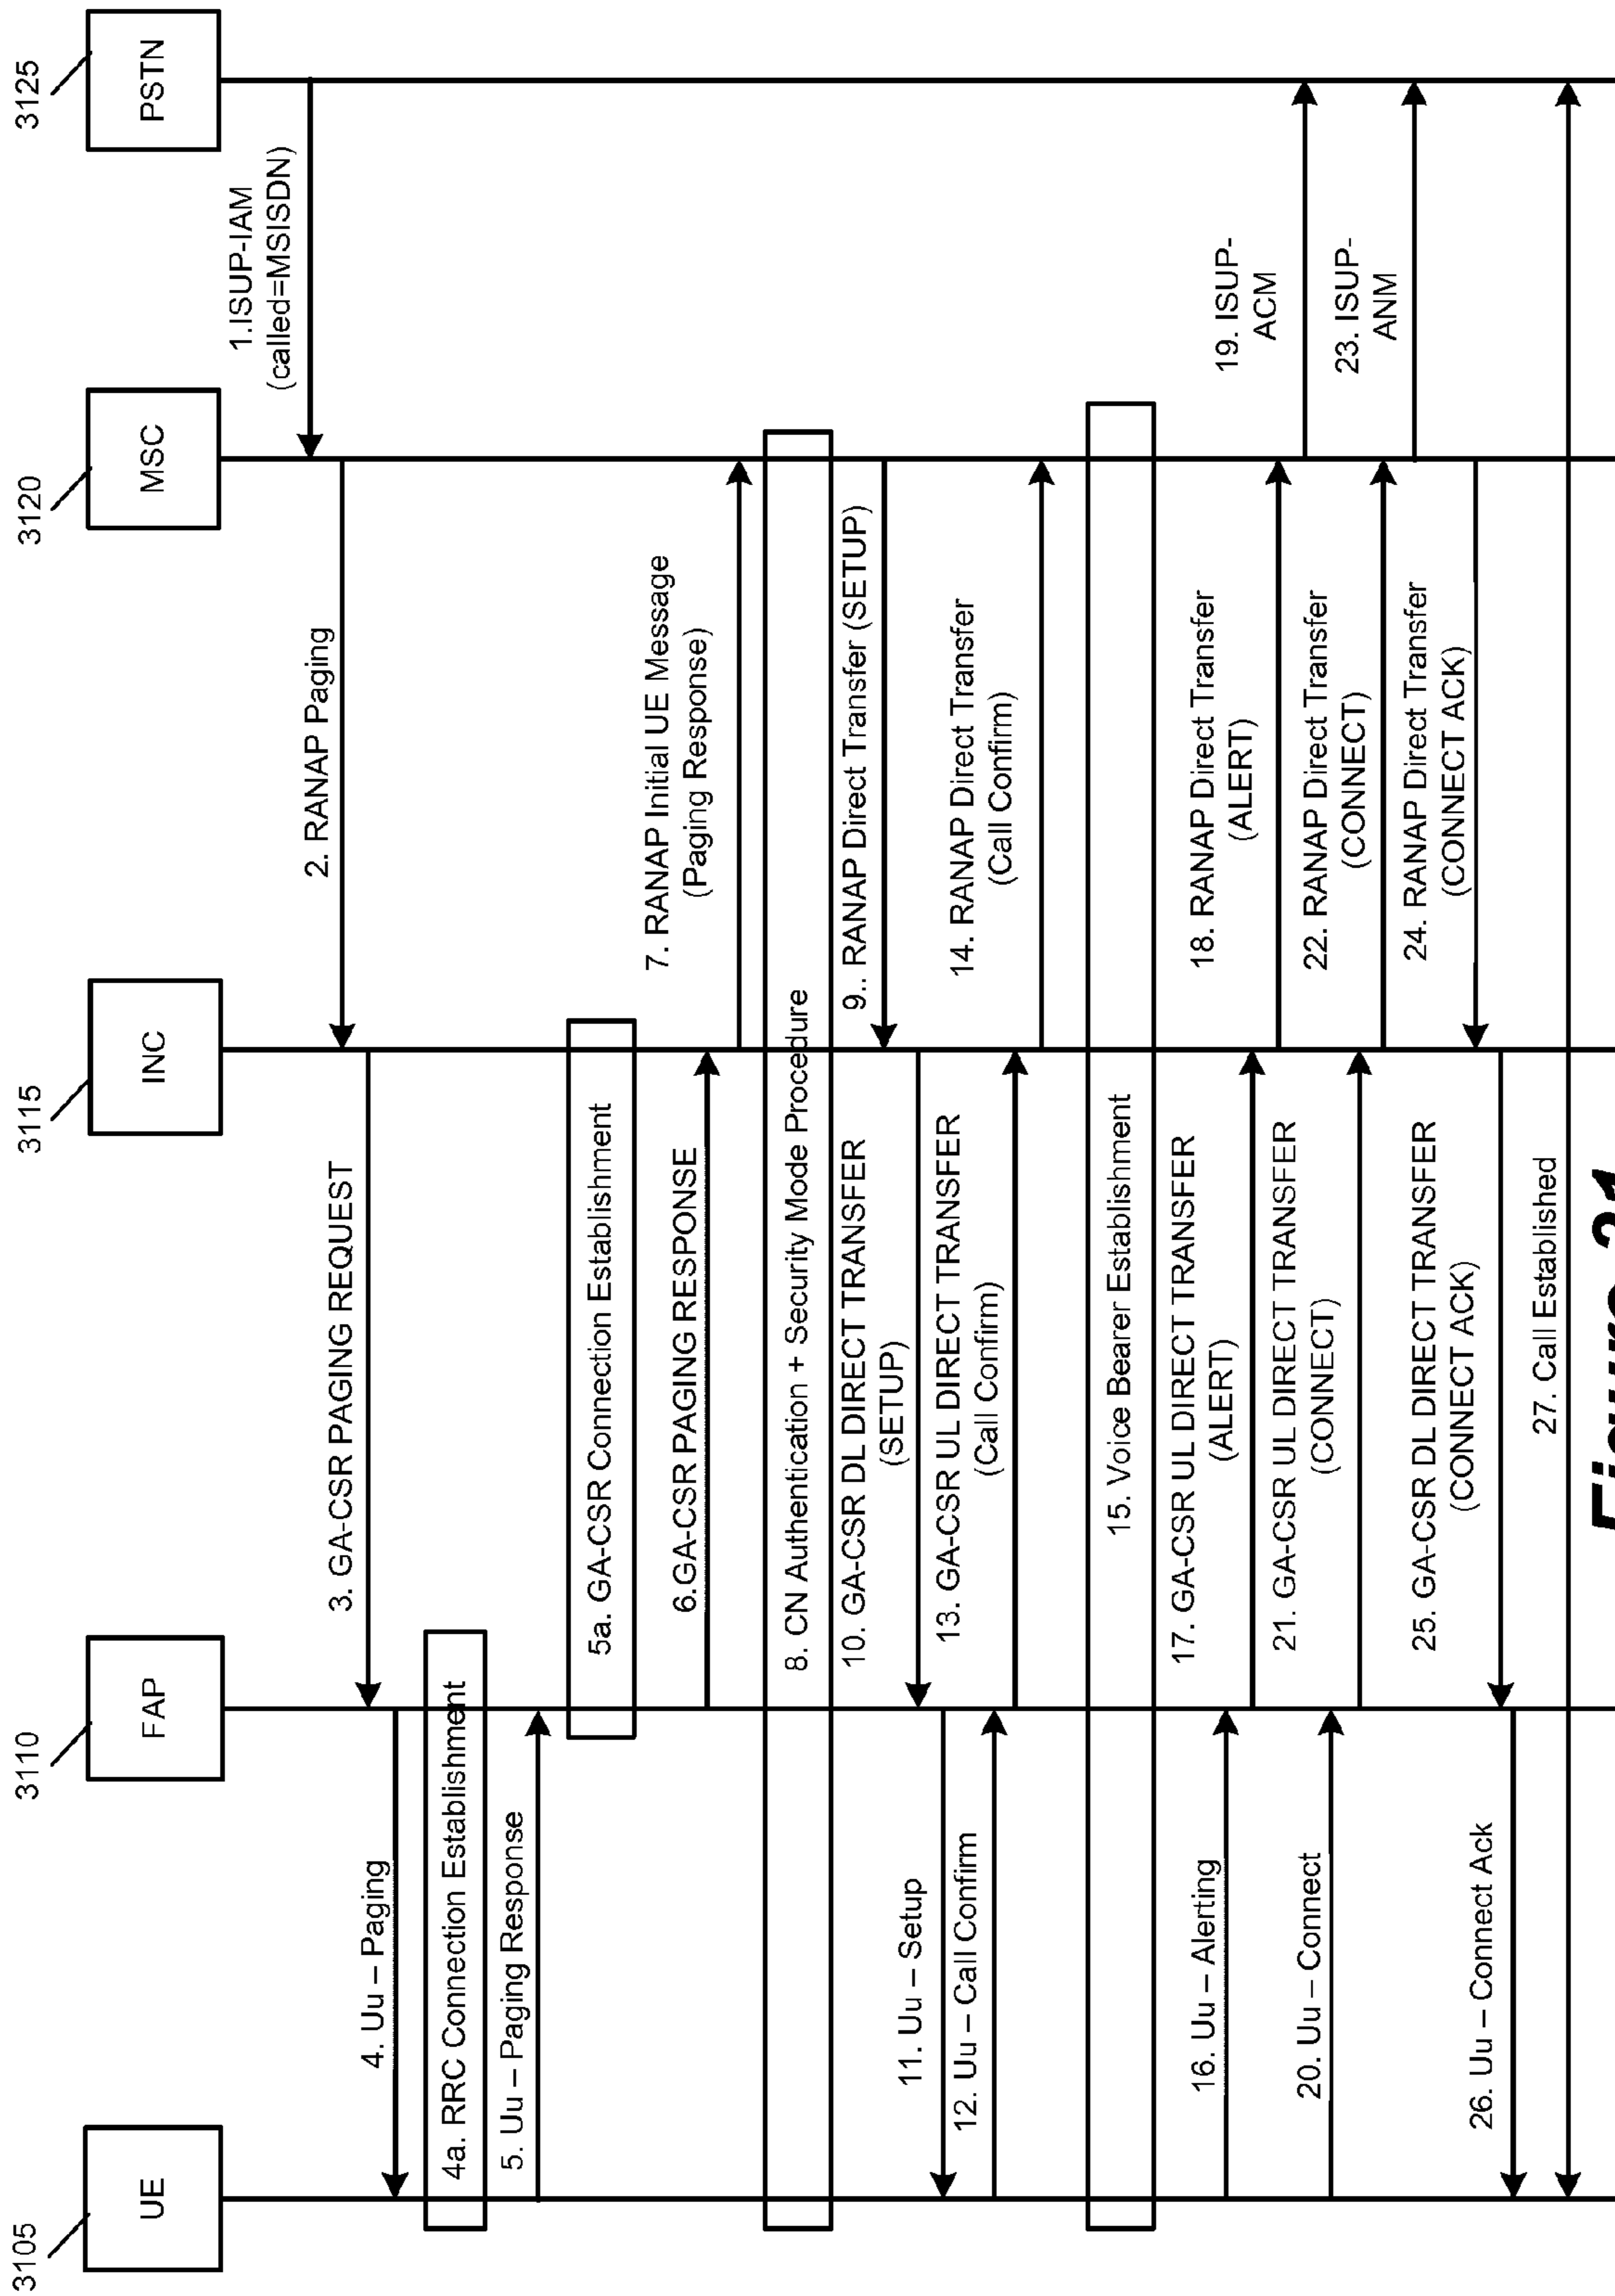 3105
UE
3110
FAP
3115
INC
3120
MSC
3125
PSTN
1.ISUP-IAM
(called=MSISDN)
2. RANAP Paging
3. GA-CSR PAGING REQUEST
4. Uu – Paging
4a. RRC Connection Establishment
5. Uu – Paging Response
5a. GA-CSR Connection Establishment
6.GA-CSR PAGING RESPONSE
7. RANAP Initial UE Message
(Paging Response)
8. CN Authentication + Security Mode Procedure
9.. RANAP Direct Transfer (SETUP)
10. GA-CSR DL DIRECT TRANSFER
(SETUP)
11. Uu – Setup
12. Uu – Call Confirm
13. GA-CSR UL DIRECT TRANSFER
(Call Confirm)
14. RANAP Direct Transfer
(Call Confirm)
15. Voice Bearer Establishment
16. Uu – Alerting
17. GA-CSR UL DIRECT TRANSFER
(ALERT)
18. RANAP Direct Transfer
(ALERT)
19. ISUP-
ACM
20. Uu – Connect
21. GA-CSR UL DIRECT TRANSFER
(CONNECT)
22. RANAP Direct Transfer
(CONNECT)
23. ISUP-
ANM
24. RANAP Direct Transfer
(CONNECT ACK)
25. GA-CSR DL DIRECT TRANSFER
(CONNECT ACK)
26. Uu – Connect Ack
27. Call Established
Figure 31